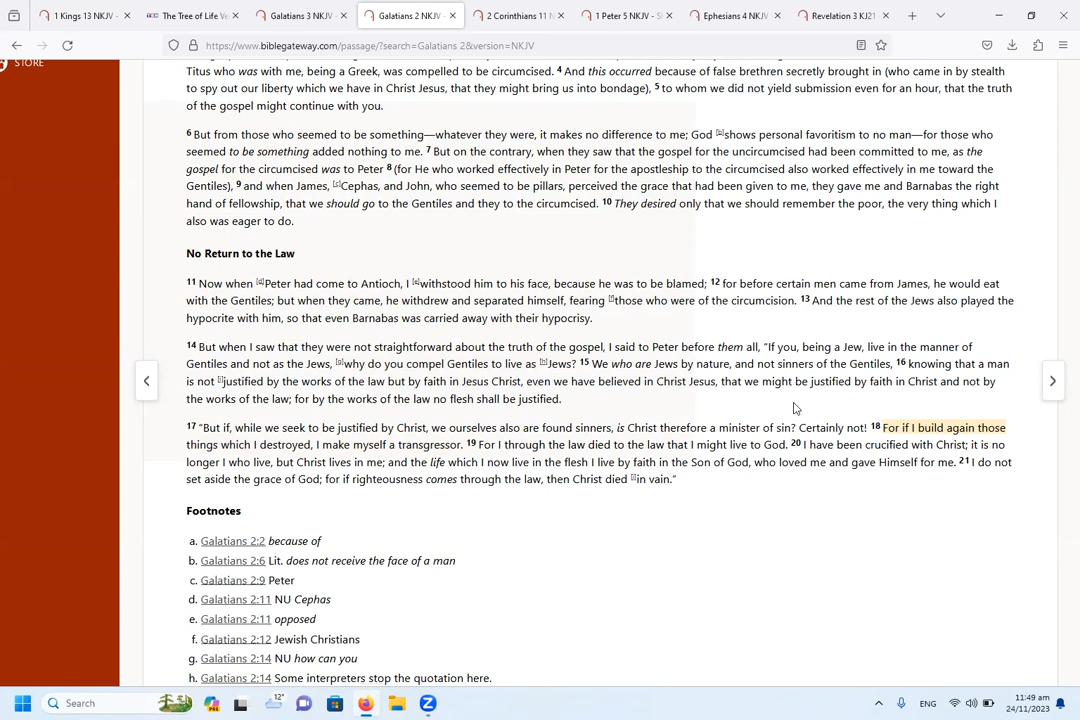 1 Kings 13 NKJV -
The Tree of Life Ve
Galatians 3 NKJV -
Galatians 2 NKJV -
2 Corinthians 11 N
1 Peter 5 NKJV - S
Ephesians 4 NKJV
Revelation 3 KJ21
https://www.biblegateway.com/passage/?search=Galatians 2&version=NKJV
STORE
Titus who was with me, being a Greek, was compelled to be circumcised. 4 And this occurred because of false brethren secretly brought in (who came in by stealth
to spy out our liberty which we have in Christ Jesus, that they might bring us into bondage), 5 to whom we did not yield submission even for an hour, that the truth
of the gospel might continue with you.
6 But from those who seemed to be something—whatever they were, it makes no difference to me; God [b]shows personal favoritism to no man—for those who
seemed to be something added nothing to me. 7 But on the contrary, when they saw that the gospel for the uncircumcised had been committed to me, as the
gospel for the circumcised was to Peter 8 (for He who worked effectively in Peter for the apostleship to the circumcised also worked effectively in me toward the
Gentiles), 9 and when James, [c]Cephas, and John, who seemed to be pillars, perceived the grace that had been given to me, they gave me and Barnabas the right
hand of fellowship, that we should go to the Gentiles and they to the circumcised. 10 They desired only that we should remember the poor, the very thing which I
also was eager to do.
No Return to the Law
11 Now when [d]Peter had come to Antioch, I [e]withstood him to his face, because he was to be blamed; 12 for before certain men came from James, he would eat
with the Gentiles; but when they came, he withdrew and separated himself, fearing [f]those who were of the circumcision. 13 And the rest of the Jews also played the
hypocrite with him, so that even Barnabas was carried away with their hypocrisy.
14 But when I saw that they were not straightforward about the truth of the gospel, I said to Peter before them all, "If you, being a Jew, live in the manner of
Gentiles and not as the Jews, [g]why do you compel Gentiles to live as [h]Jews? 15 We who are Jews by nature, and not sinners of the Gentiles, 16 knowing that a man
is not [i]justified by the works of the law but by faith in Jesus Christ, even we have believed in Christ Jesus, that we might be justified by faith in Christ and not by
the works of the law; for by the works of the law no flesh shall be justified.
17 "But if, while we seek to be justified by Christ, we ourselves also are found sinners, is Christ therefore a minister of sin? Certainly not! 18 For if I build again those
things which I destroyed, I make myself a transgressor. 19 For I through the law died to the law that I might live to God. 20 I have been crucified with Christ; it is no
longer I who live, but Christ lives in me; and the life which I now live in the flesh I live by faith in the Son of God, who loved me and gave Himself for me. 21 I do not
set aside the grace of God; for if righteousness comes through the law, then Christ died [j]in vain."
Footnotes
a. Galatians 2:2 because of
b. Galatians 2:6 Lit. does not receive the face of a man
c. Galatians 2:9 Peter
d. Galatians 2:11 NU Cephas
e. Galatians 2:11 opposed
f. Galatians 2:12 Jewish Christians
g. Galatians 2:14 NU how can you
h. Galatians 2:14 Some interpreters stop the quotation here.
Search
12°
ENG
11:49 am
24/11/2023